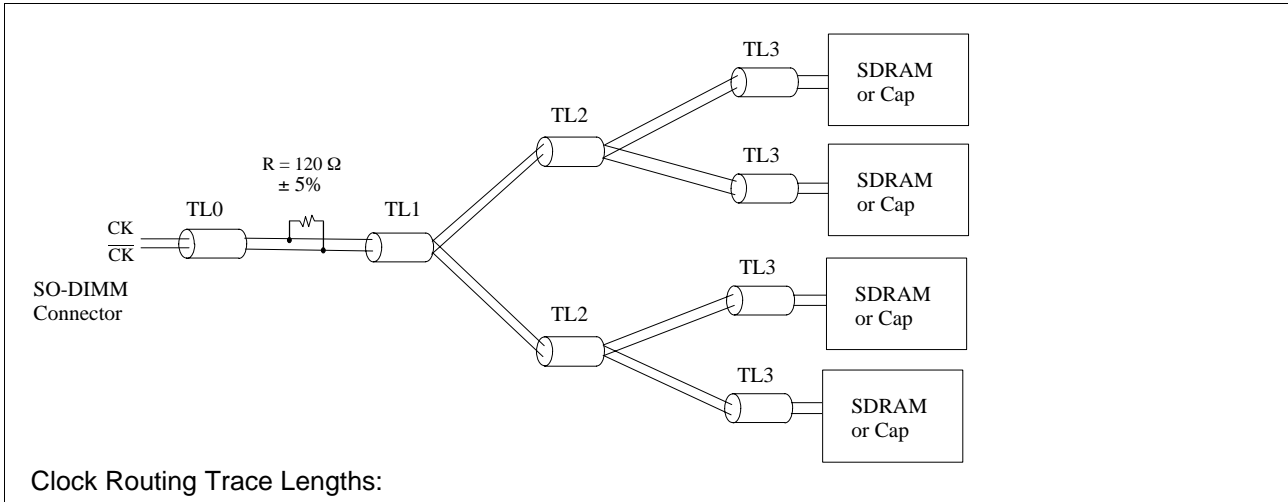 TL3
SDRAM
or Cap
TL2
R = 120 Ω
± 5%
TL3
SDRAM
or Cap
TL0
TL1
CK
C̅K̅
SO-DIMM
Connector
TL3
SDRAM
or Cap
TL2
TL3
SDRAM
or Cap
Clock Routing Trace Lengths: